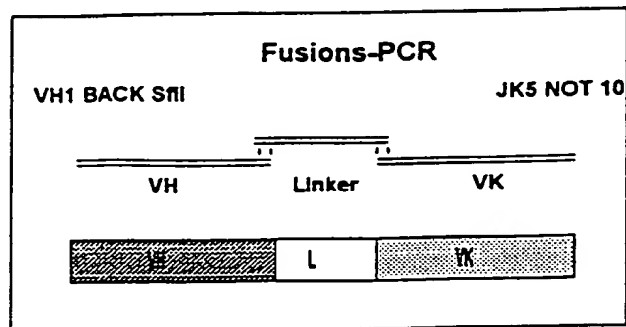 Fusions-PCR
VH1 BACK SfiI
JK5 NOT 10
VH
Linker
VK
VH
L
VK